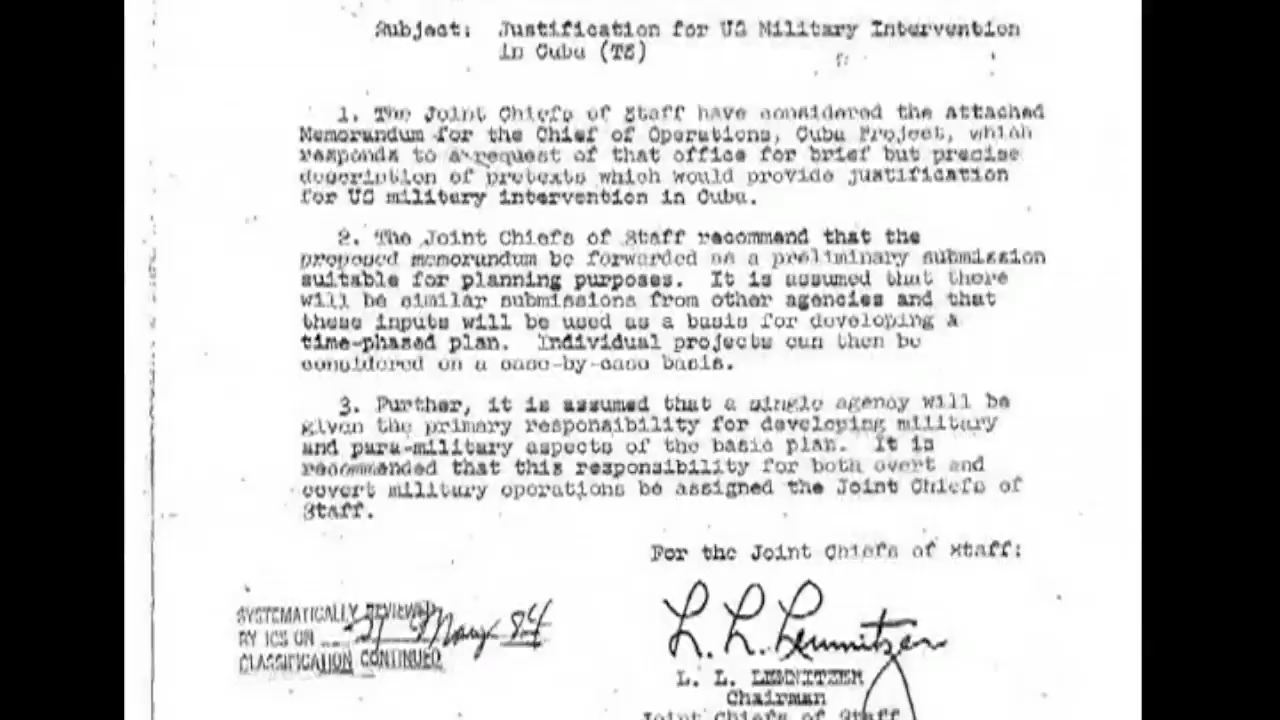 Subject: Justification for US Military Intervention
in Cuba (TS)
1. The Joint Chiefs of Staff have considered the attached
Memorandum for the Chief of Operations, Cuba Project, which
responds to a request of that office for brief but precise
description of pretexts which would provide justification
for US military intervention in Cuba.
2. The Joint Chiefs of Staff recommend that the
proposed memorandum be forwarded as a preliminary submission
suitable for planning purposes. It is assumed that there
will be similar submissions from other agencies and that
these inputs will be used as a basis for developing a
time-phased plan. Individual projects can then be
considered on a case-by-case basis.
3. Further, it is assumed that a single agency will be
given the primary responsibility for developing military
and para-military aspects of the basic plan. It is
recommended that this responsibility for both overt and
covert military operations be assigned the Joint Chiefs of
Staff.
For the Joint Chiefs of Staff:
SYSTEMATICALLY REVIEWED
BY JCS ON 21 May 84
CLASSIFICATION CONTINUED
L. L. Lemnitzer
L. L. LEMNITZER
Chairman
Joint Chiefs of Staff